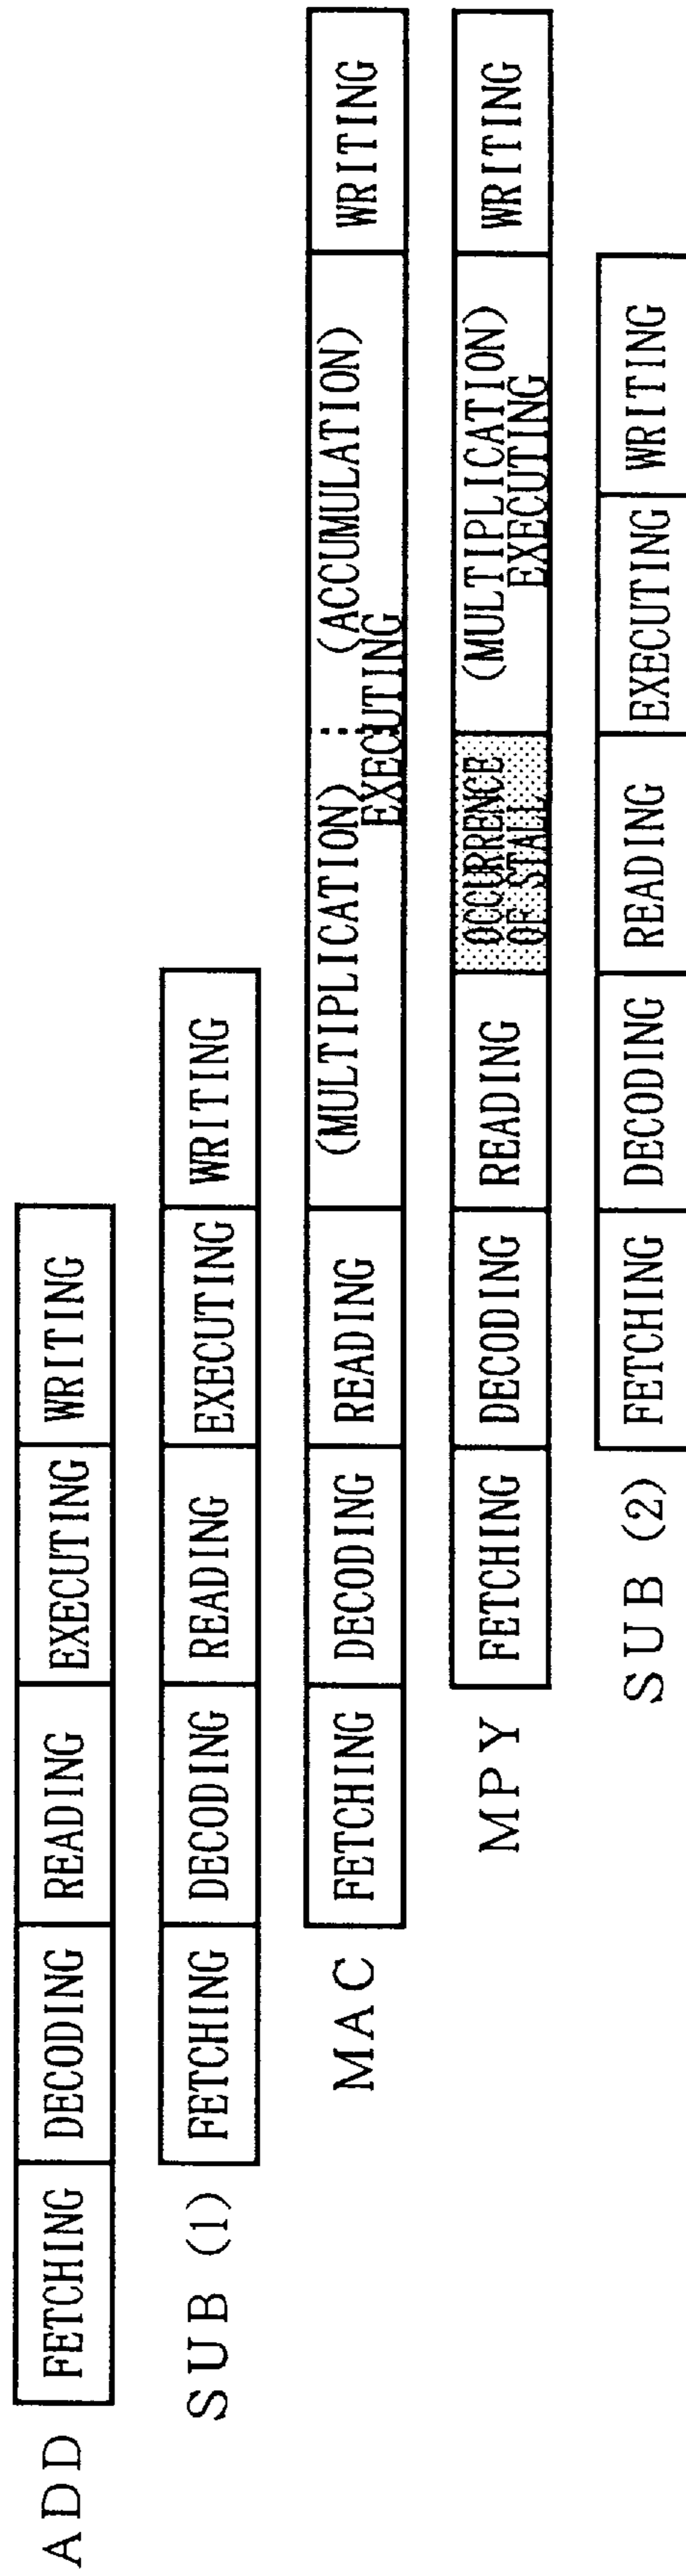 ADD FETCHING DECODING READING EXECUTING WRITING
SUB (1) FETCHING DECODING READING EXECUTING WRITING
MAC FETCHING DECODING READING (MULTIPLICATION) (ACCUMULATION) WRITING
EXECUTING
MPY FETCHING DECODING READING OCCURRENCE (MULTIPLICATION) WRITING
OF STALL EXECUTING
SUB (2) FETCHING DECODING READING EXECUTING WRITING